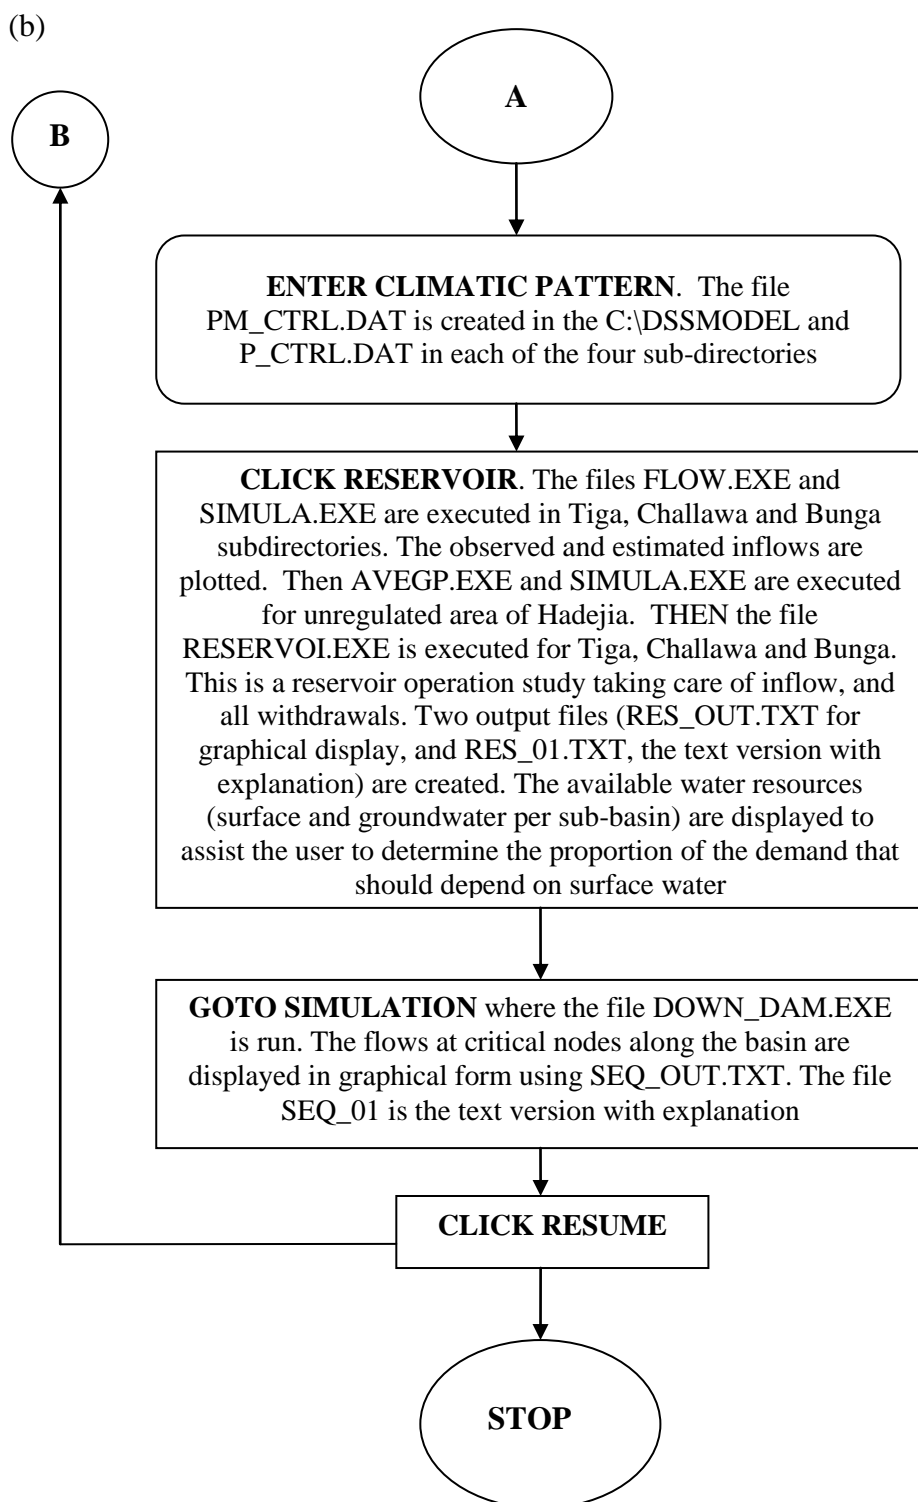 (b)
A
B
ENTER CLIMATIC PATTERN. The file
PM_CTRL.DAT is created in the C:\DSSMODEL and
P_CTRL.DAT in each of the four sub-directories
CLICK RESERVOIR. The files FLOW.EXE and
SIMULA.EXE are executed in Tiga, Challawa and Bunga
subdirectories. The observed and estimated inflows are
plotted. Then AVEGP.EXE and SIMULA.EXE are executed
for unregulated area of Hadejia. THEN the file
RESERVOI.EXE is executed for Tiga, Challawa and Bunga.
This is a reservoir operation study taking care of inflow, and
all withdrawals. Two output files (RES_OUT.TXT for
graphical display, and RES_01.TXT, the text version with
explanation) are created. The available water resources
(surface and groundwater per sub-basin) are displayed to
assist the user to determine the proportion of the demand that
should depend on surface water
GOTO SIMULATION where the file DOWN_DAM.EXE
is run. The flows at critical nodes along the basin are
displayed in graphical form using SEQ_OUT.TXT. The file
SEQ_01 is the text version with explanation
CLICK RESUME
STOP